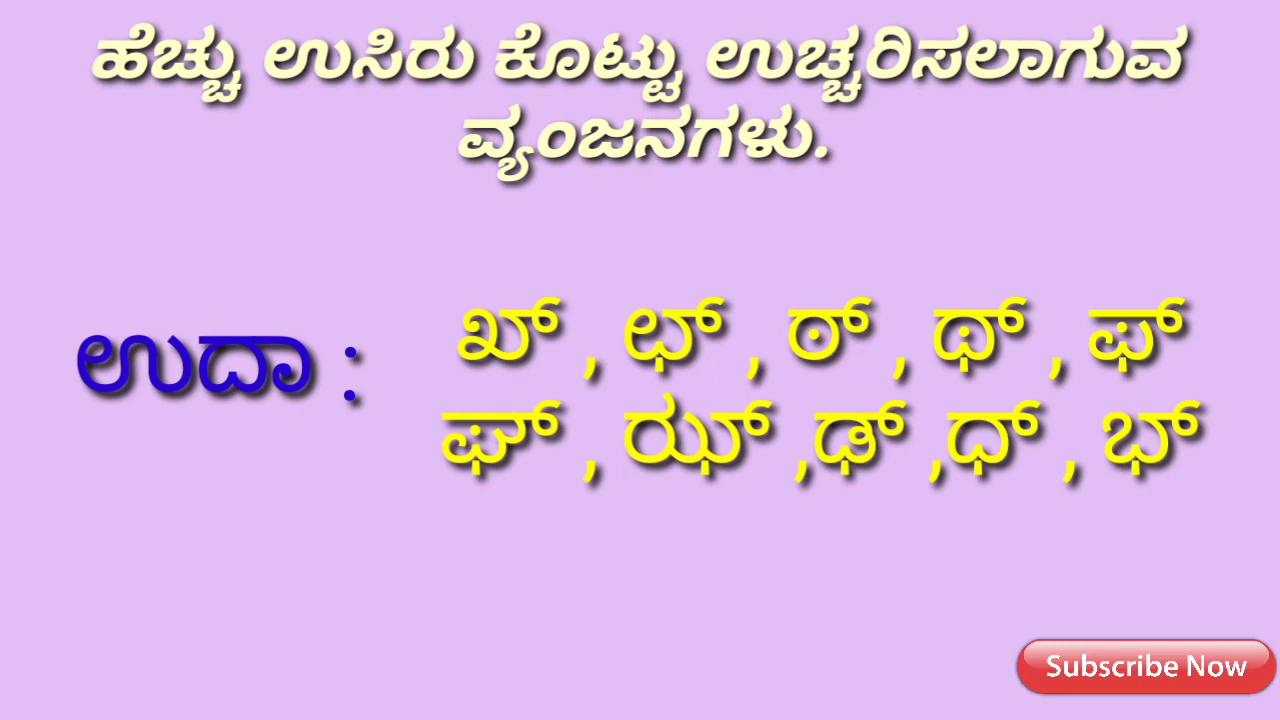 ಹೆಚ್ಚು ಉಸಿರು ಕೊಟ್ಟು ಉಚ್ಚರಿಸಲಾಗುವ
ವ್ಯಂಜನಗಳು.
ಉದಾ :
ಖ್ , ಛ್ , ಠ್ , ಥ್ , ಫ್
ಘ್ , ಝ್ ,ಢ್ ,ಧ್ , ಭ್
Subscribe Now